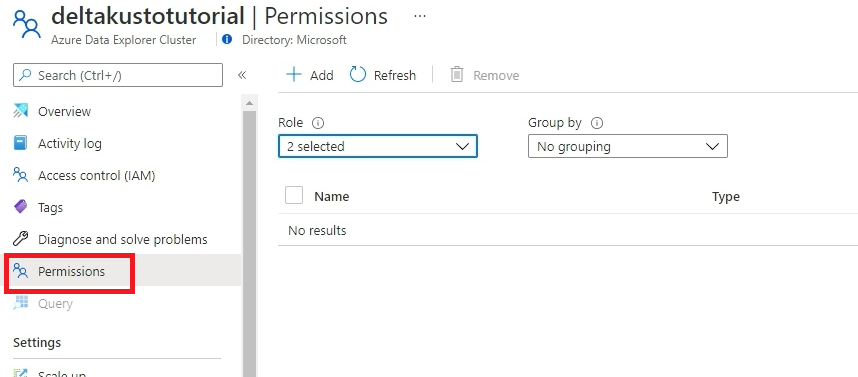 deltakustotutorial | Permissions ...
Azure Data Explorer Cluster Directory: Microsoft
Search (Ctrl+/) «
Add Refresh Remove
Overview
Activity log
Access control (IAM)
Tags
Diagnose and solve problems
Permissions
Query
Settings
Scale up
Role Group by
2 selected No grouping
Name Type
No results